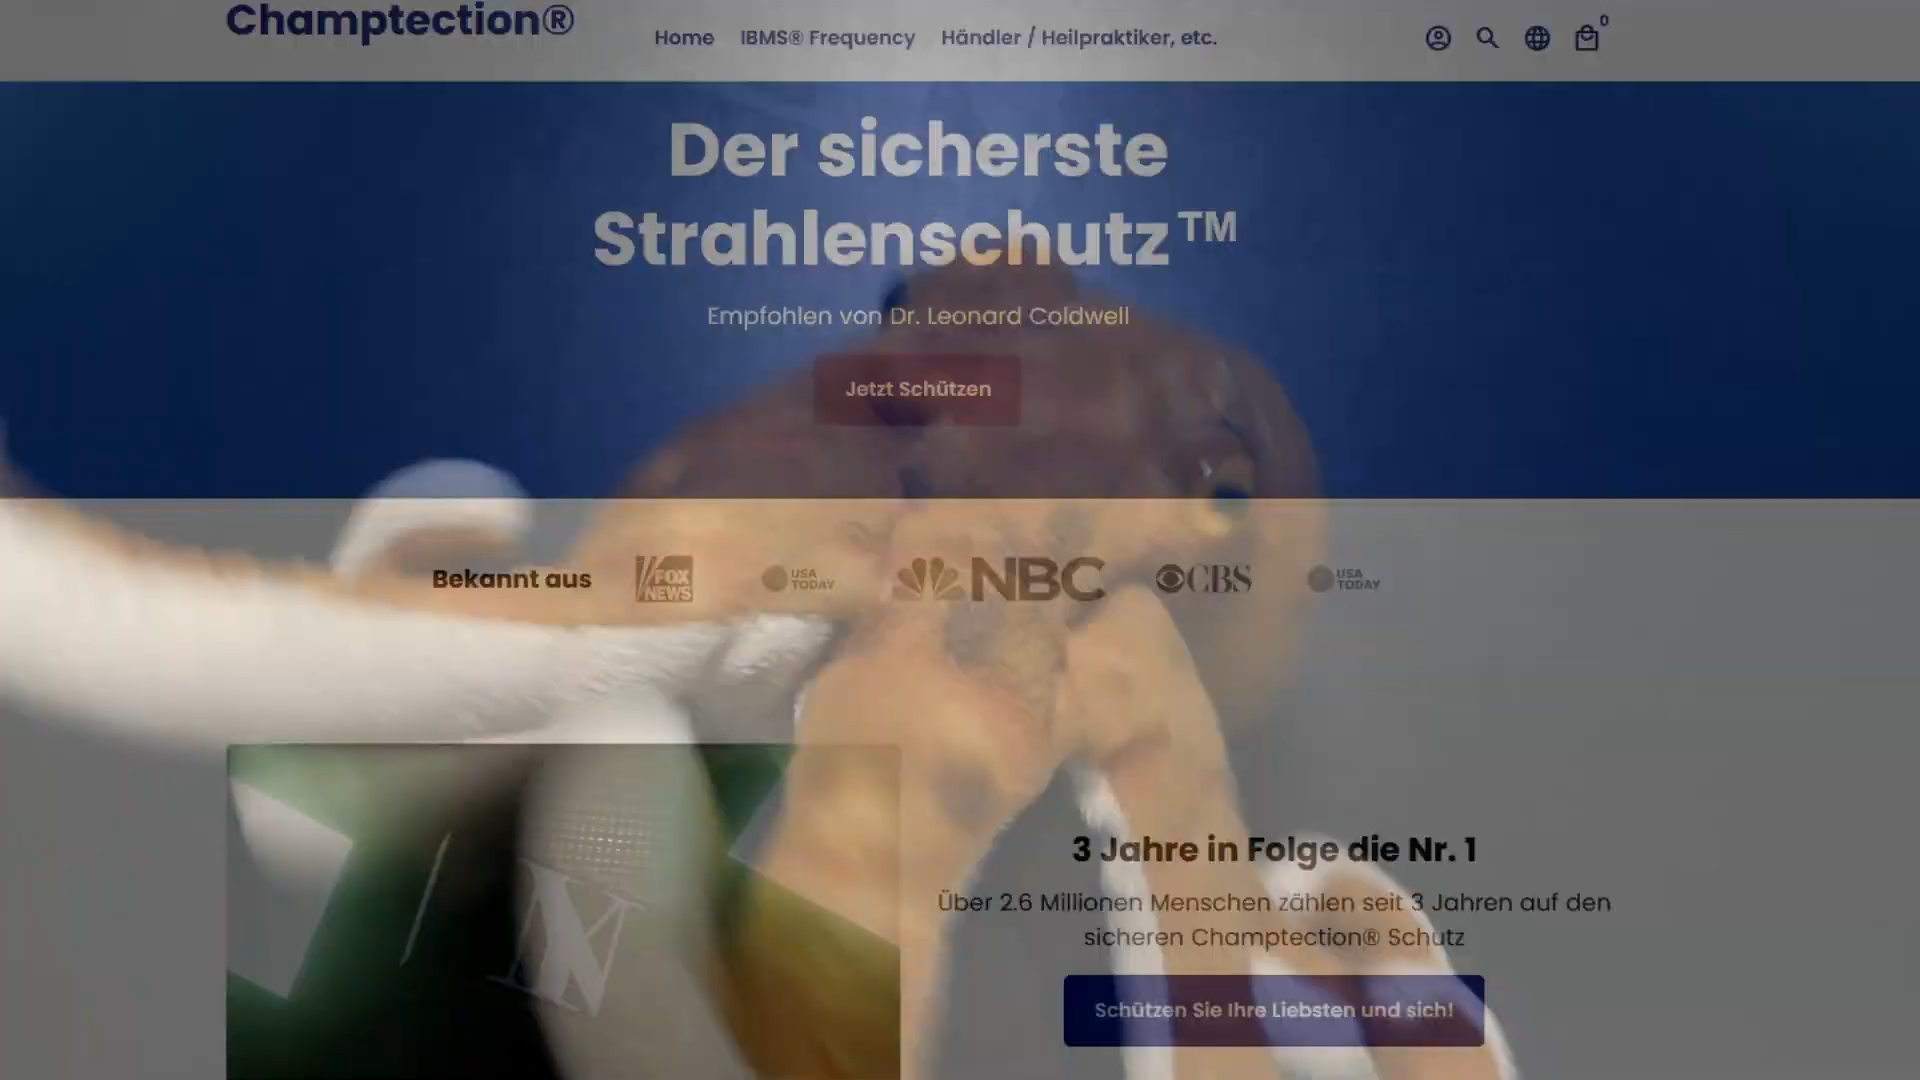 Champtection®
Home IBMS® Frequency Händler / Heilpraktiker, etc.
0
Der sicherste
Strahlenschutz™
Empfohlen von Dr. Leonard Coldwell
Jetzt Schützen
Bekannt aus
FOX
NEWS
USA
TODAY
NBC
CBS
USA
TODAY
3 Jahre in Folge die Nr. 1
Über 2.6 Millionen Menschen zählen seit 3 Jahren auf den
sicheren Champtection® Schutz
Schützen Sie Ihre Liebsten und sich!